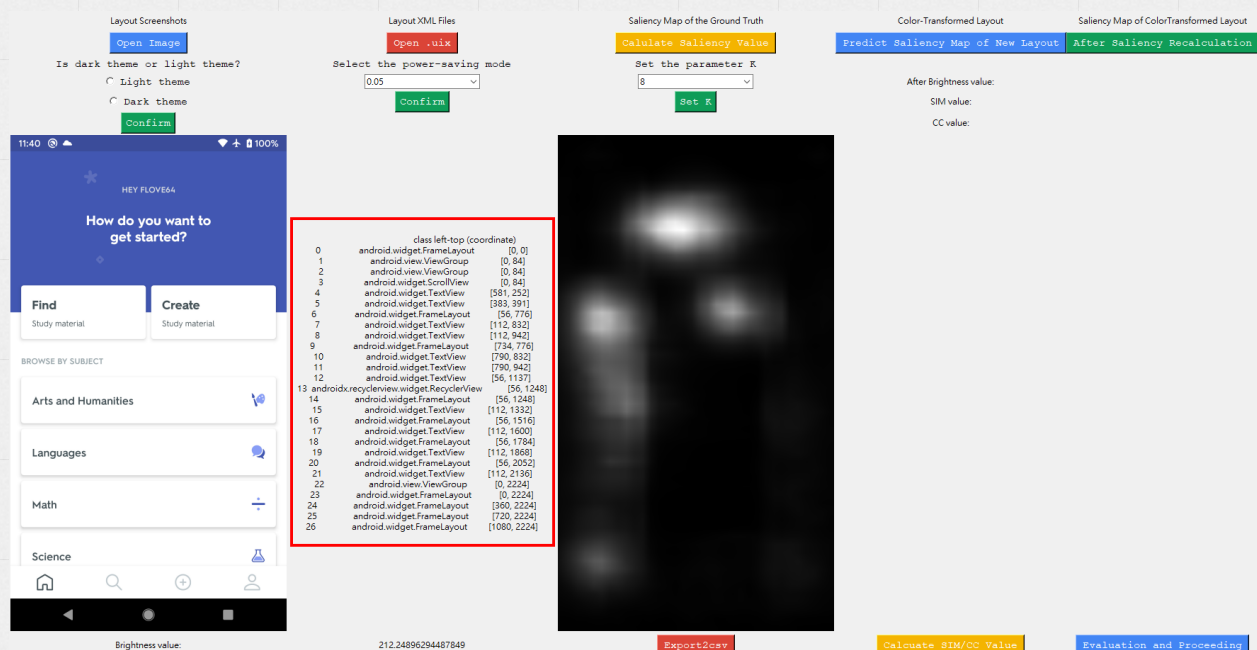 Layout Screenshots
Open Image
Is dark theme or light theme?
Light theme
Dark theme
Confirm
11:40 100%
HEY FLOVE64
How do you want to
get started?
Find
Study material
Create
Study material
BROWSE BY SUBJECT
Arts and Humanities
Languages
Math
Science
Brightness value:
Layout XML Files
Open .uix
Select the power-saving mode
0.05
Confirm
class left-top (coordinate)
0 android.widget.FrameLayout [0, 0]
1 android.view.ViewGroup [0, 84]
2 android.view.ViewGroup [0, 84]
3 android.widget.ScrollView [0, 84]
4 android.widget.TextView [581, 252]
5 android.widget.TextView [383, 391]
6 android.widget.FrameLayout [56, 776]
7 android.widget.TextView [112, 832]
8 android.widget.TextView [112, 942]
9 android.widget.FrameLayout [734, 776]
10 android.widget.TextView [790, 832]
11 android.widget.TextView [790, 942]
12 android.widget.TextView [56, 1137]
13 androidx.recyclerview.widget.RecyclerView [56, 1248]
14 android.widget.FrameLayout [56, 1248]
15 android.widget.TextView [112, 1332]
16 android.widget.FrameLayout [56, 1516]
17 android.widget.TextView [112, 1600]
18 android.widget.FrameLayout [56, 1784]
19 android.widget.TextView [112, 1868]
20 android.widget.FrameLayout [56, 2052]
21 android.widget.TextView [112, 2136]
22 android.view.ViewGroup [0, 2224]
23 android.widget.FrameLayout [0, 2224]
24 android.widget.FrameLayout [360, 2224]
25 android.widget.FrameLayout [720, 2224]
26 android.widget.FrameLayout [1080, 2224]
212.24896294487849
Saliency Map of the Ground Truth
Calulate Saliency Value
Set the parameter K
8
Set K
Export2csv
Color-Transformed Layout
Predict Saliency Map of New Layout
After Brightness value:
SIM value:
CC value:
Calcuate SIM/CC Value
Saliency Map of ColorTransformed Layout
After Saliency Recalculation
Evaluation and Proceeding